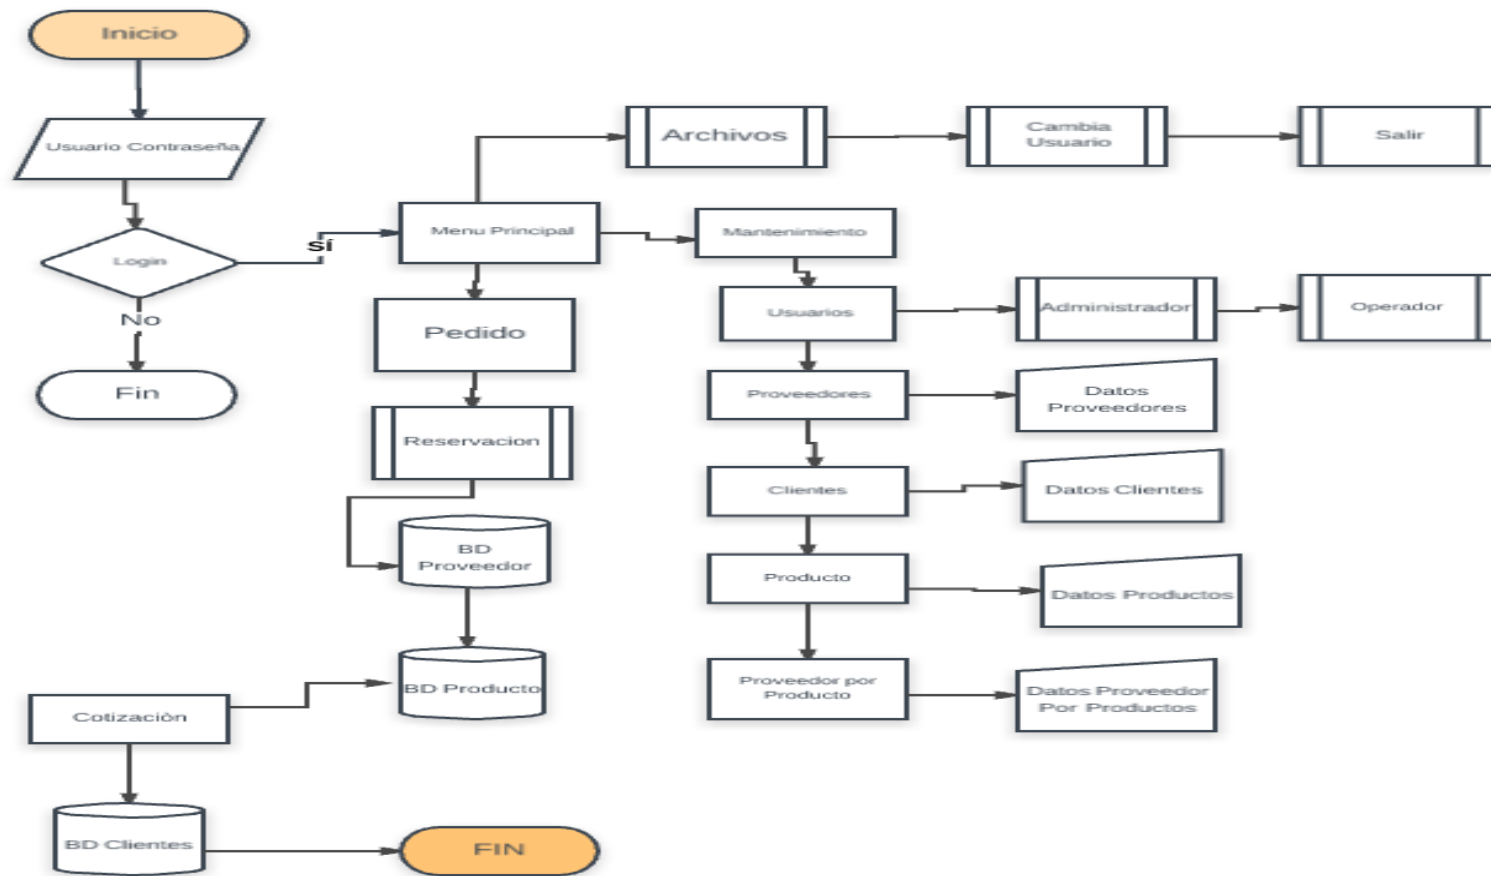 Inicio
Usuario Contraseña
Login
sí
No
Fin
Menu Principal
Archivos
Cambia
Usuario
Salir
Mantenimiento
Pedido
Reservacion
BD
Proveedor
BD Producto
Usuarios
Administrador
Operador
Proveedores
Datos
Proveedores
Clientes
Datos Clientes
Producto
Datos Productos
Proveedor por
Producto
Datos Proveedor
Por Productos
Cotizaciòn
BD Clientes
FIN